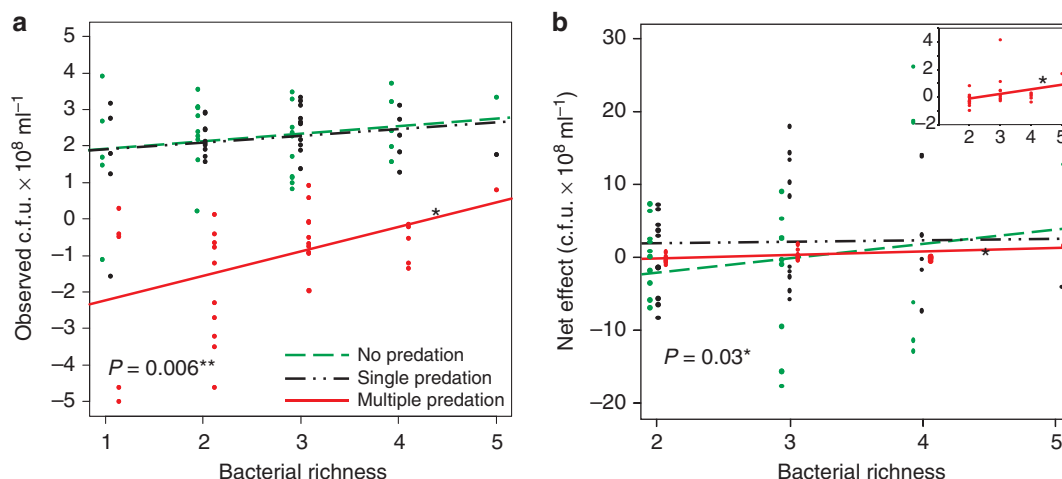 a
Observed c.f.u. × 10⁸ ml⁻¹
5
4
3
2
1
0
−1
−2
−3
−4
−5
P = 0.006**
No predation
Single predation
Multiple predation
1 2 3 4 5
Bacterial richness
b
Net effect (c.f.u. × 10⁸ ml⁻¹)
30
20
10
0
−10
−20
4
2
0
−2
*
2 3 4 5
*
P = 0.03*
2 3 4 5
Bacterial richness
*